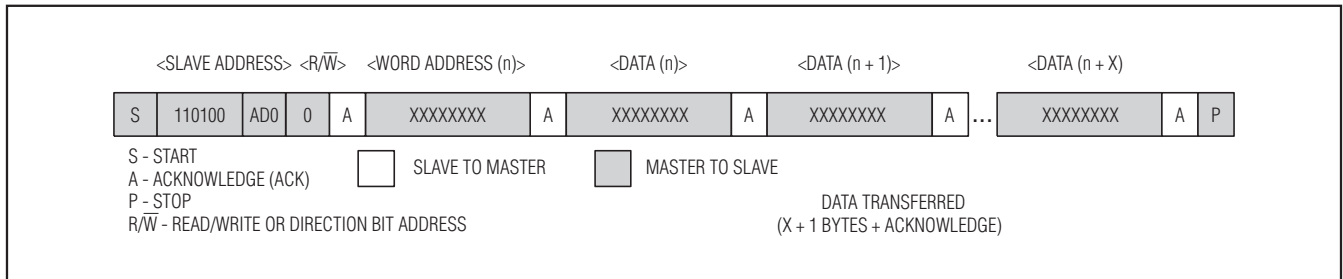 <SLAVE ADDRESS> <R/W̅> <WORD ADDRESS (n)> <DATA (n)> <DATA (n + 1)> <DATA (n + X)
S 110100 AD0 0 A XXXXXXXX A XXXXXXXX A XXXXXXXX A ... XXXXXXXX A P
S - START
A - ACKNOWLEDGE (ACK)
P - STOP
R/W̅ - READ/WRITE OR DIRECTION BIT ADDRESS
SLAVE TO MASTER
MASTER TO SLAVE
DATA TRANSFERRED
(X + 1 BYTES + ACKNOWLEDGE)